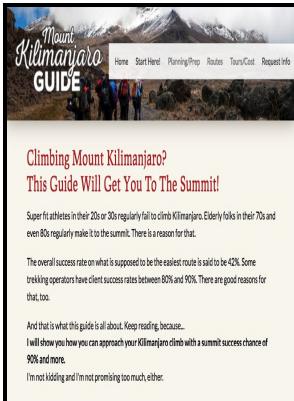 Mount
Kilimanjaro
GUIDE
Home Start Here! Planning/Prep Routes Tours/Cost Request Info
Climbing Mount Kilimanjaro?
This Guide Will Get You To The Summit!
Super fit athletes in their 20s or 30s regularly fail to climb Kilimanjaro. Elderly folks in their 70s and
even 80s regularly make it to the summit. There is a reason for that.
The overall success rate on what is supposed to be the easiest route is said to be 42%. Some
trekking operators have client success rates between 80% and 90%. There are good reasons for
that, too.
And that is what this guide is all about. Keep reading, because...
I will show you how you can approach your Kilimanjaro climb with a summit success chance of
90% and more.
I'm not kidding and I'm not promising too much, either.